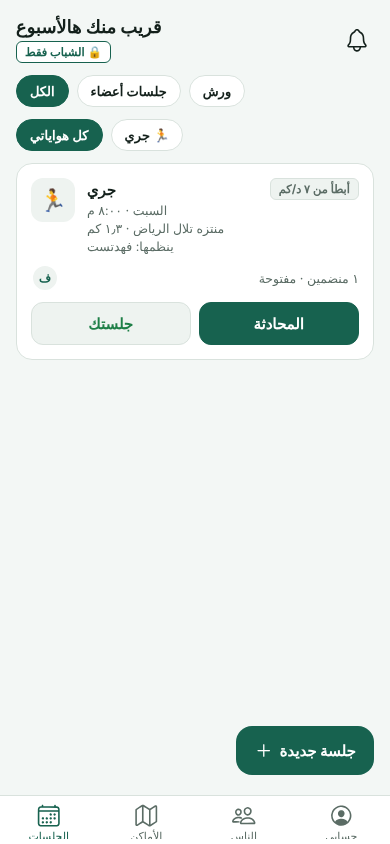 قريب منك هالأسبوع
🔒 الشباب فقط
الكل
جلسات أعضاء
ورش
كل هواياتي
🏃 جري
جري
أبطأ من ٧ د/كم
السبت · ٨:٠٠ م
متنزه تلال الرياض · ١٫٣ كم
ينظمها: فهدتست
ف
١ منضمين · مفتوحة
جلستك
المحادثة
جلسة جديدة +
الجلسات
الأماكن
الناس
حسابي